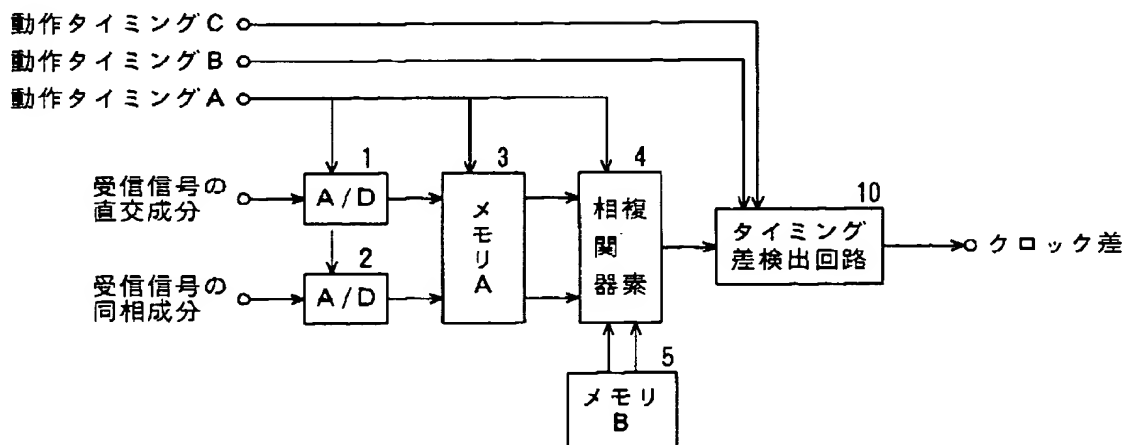 動作タイミングC
動作タイミングB
動作タイミングA
1
3
4
10
受信信号の
直交成分
A/D
メモリA
複素
相関器
タイミング
差検出回路
クロック差
2
受信信号の
同相成分
A/D
5
メモリ
B